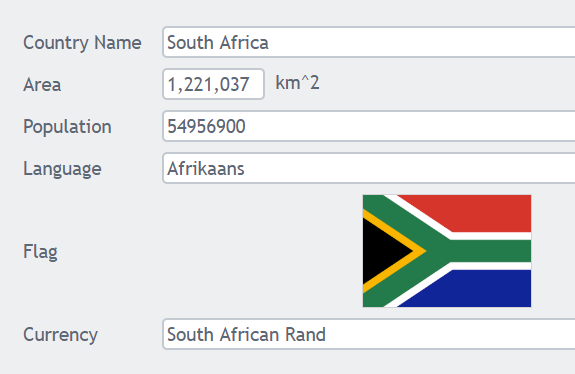 Country Name South Africa
Area 1,221,037 km^2
Population 54956900
Language Afrikaans
Flag
Currency South African Rand